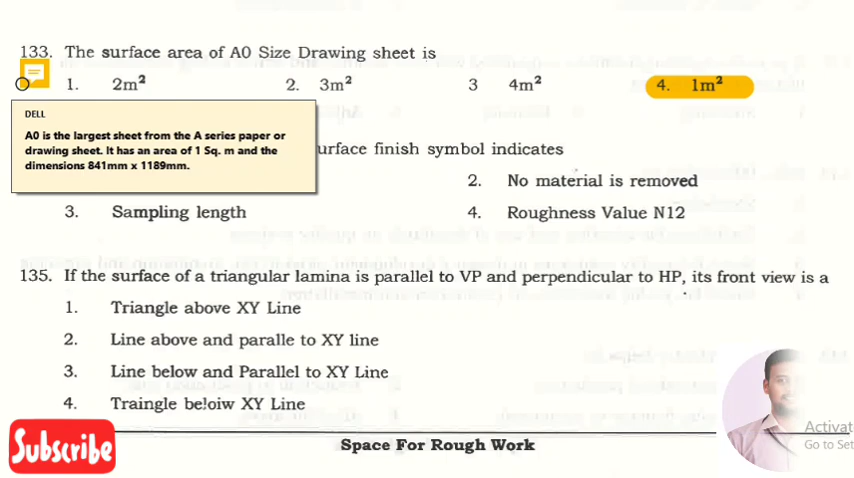 133. The surface area of A0 Size Drawing sheet is
1. 2m² 2. 3m² 3 4m² 4. 1m²
DELL
A0 is the largest sheet from the A series paper or
drawing sheet. It has an area of 1 Sq. m and the
dimensions 841mm x 1189mm.
urface finish symbol indicates
2. No material is removed
3. Sampling length 4. Roughness Value N12
135. If the surface of a triangular lamina is parallel to VP and perpendicular to HP, its front view is a
1. Triangle above XY Line
2. Line above and paralle to XY line
3. Line below and Parallel to XY Line
4. Traingle beloiw XY Line
Subscribe
Space For Rough Work
Activat
Go to Set